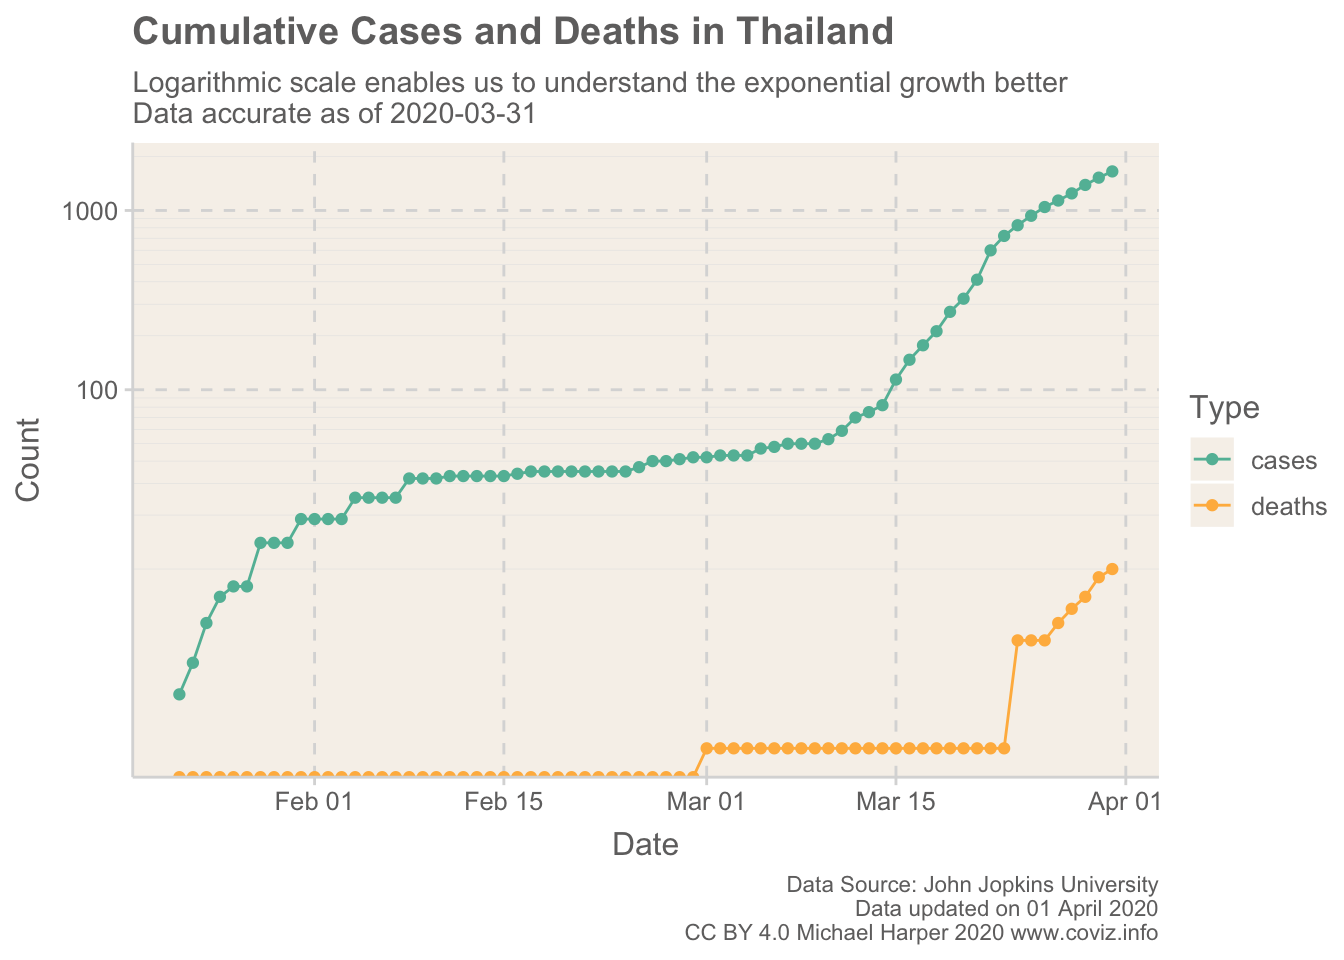 Cumulative Cases and Deaths in Thailand
Logarithmic scale enables us to understand the exponential growth better
Data accurate as of 2020-03-31
1000
100
Count
Type
cases
deaths
Feb 01
Feb 15
Mar 01
Mar 15
Apr 01
Date
Data Source: John Jopkins University
Data updated on 01 April 2020
CC BY 4.0 Michael Harper 2020 www.coviz.info